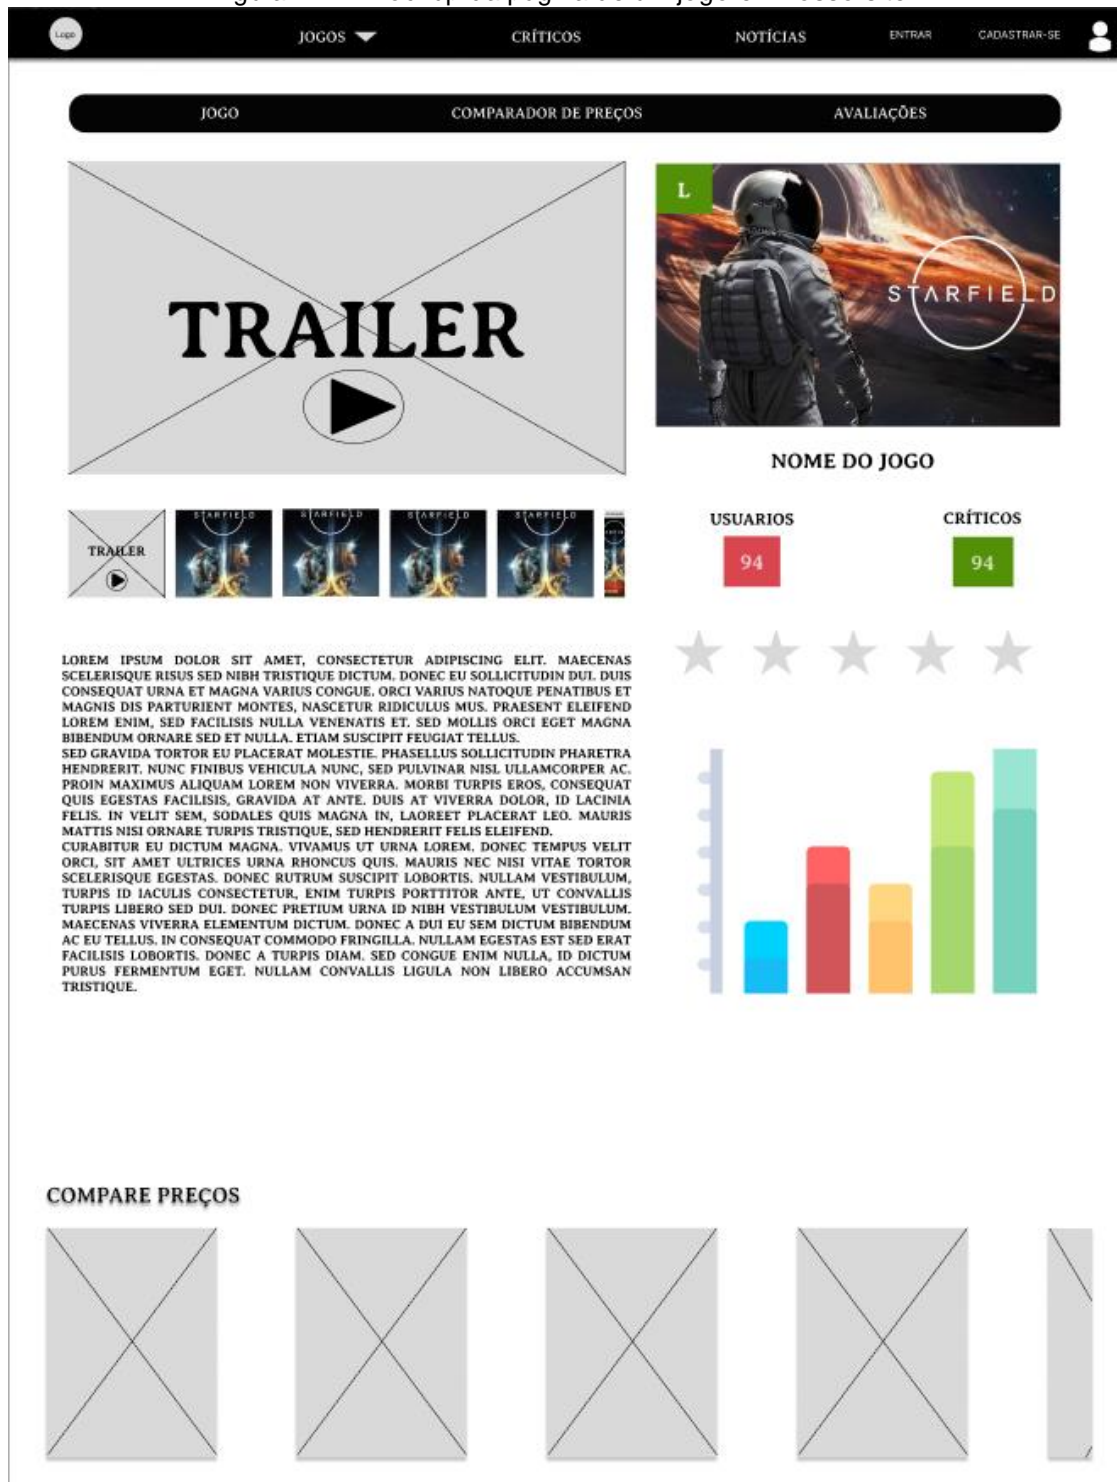 Logo
JOGOS
CRÍTICOS
NOTÍCIAS
ENTRAR
CADASTRAR-SE
JOGO
COMPARADOR DE PREÇOS
AVALIAÇÕES
TRAILER
L
STARFIELD
NOME DO JOGO
TRAILER
STARFIELD
STARFIELD
STARFIELD
STARFIELD
USUARIOS
CRÍTICOS
94
94
LOREM IPSUM DOLOR SIT AMET, CONSECTETUR ADIPISCING ELIT. MAECENAS
SCELERISQUE RISUS SED NIBH TRISTIQUE DICTUM. DONEC EU SOLLICITUDIN DUI. DUIS
CONSEQUAT URNA ET MAGNA VARIUS CONGUE. ORCI VARIUS NATOQUE PENATIBUS ET
MAGNIS DIS PARTURIENT MONTES, NASCETUR RIDICULUS MUS. PRAESENT ELEIFEND
LOREM ENIM, SED FACILISIS NULLA VENENATIS ET. SED MOLLIS ORCI EGET MAGNA
BIBENDUM ORNARE SED ET NULLA. ETIAM SUSCIPIT FEUGIAT TELLUS.
SED GRAVIDA TORTOR EU PLACERAT MOLESTIE. PHASELLUS SOLLICITUDIN PHARETRA
HENDRERIT. NUNC FINIBUS VEHICULA NUNC, SED PULVINAR NISL ULLAMCORPER AC.
PROIN MAXIMUS ALIQUAM LOREM NON VIVERRA. MORBI TURPIS EROS, CONSEQUAT
QUIS EGESTAS FACILISIS, GRAVIDA AT ANTE. DUIS AT VIVERRA DOLOR, ID LACINIA
FELIS. IN VELIT SEM, SODALES QUIS MAGNA IN, LAOREET PLACERAT LEO. MAURIS
MATTIS NISI ORNARE TURPIS TRISTIQUE, SED HENDRERIT FELIS ELEIFEND.
CURABITUR EU DICTUM MAGNA. VIVAMUS UT URNA LOREM. DONEC TEMPUS VELIT
ORCI, SIT AMET ULTRICES URNA RHONCUS QUIS. MAURIS NEC NISI VITAE TORTOR
SCELERISQUE EGESTAS. DONEC RUTRUM SUSCIPIT LOBORTIS. NULLAM VESTIBULUM,
TURPIS ID IACULIS CONSECTETUR, ENIM TURPIS PORTTITOR ANTE, UT CONVALLIS
TURPIS LIBERO SED DUI. DONEC PRETIUM URNA ID NIBH VESTIBULUM VESTIBULUM.
MAECENAS VIVERRA ELEMENTUM DICTUM. DONEC A DUI EU SEM DICTUM BIBENDUM
AC EU TELLUS. IN CONSEQUAT COMMODO FRINGILLA. NULLAM EGESTAS EST SED ERAT
FACILISIS LOBORTIS. DONEC A TURPIS DIAM. SED CONGUE ENIM NULLA, ID DICTUM
PURUS FERMENTUM EGET. NULLAM CONVALLIS LIGULA NON LIBERO ACCUMSAN
TRISTIQUE.
COMPARE PREÇOS